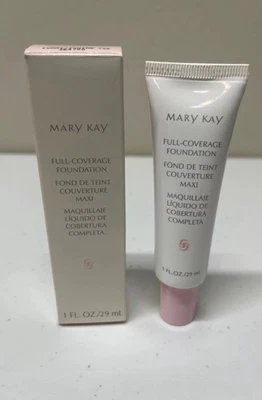 MARY KAY
FULL-COVERAGE
FOUNDATION
FOND DE TEINT
COUVERTURE
MAXI
MAQUILLAJE
LÍQUIDO DE
COBERTURA
COMPLETA
1 FL.OZ./29 mL
MARY KAY
FULL-COVERAGE
FOUNDATION
FOND DE TEINT
COUVERTURE
MAXI
MAQUILLAJE
LÍQUIDO DE
COBERTURA
COMPLETA
1 FL.OZ./29 mL